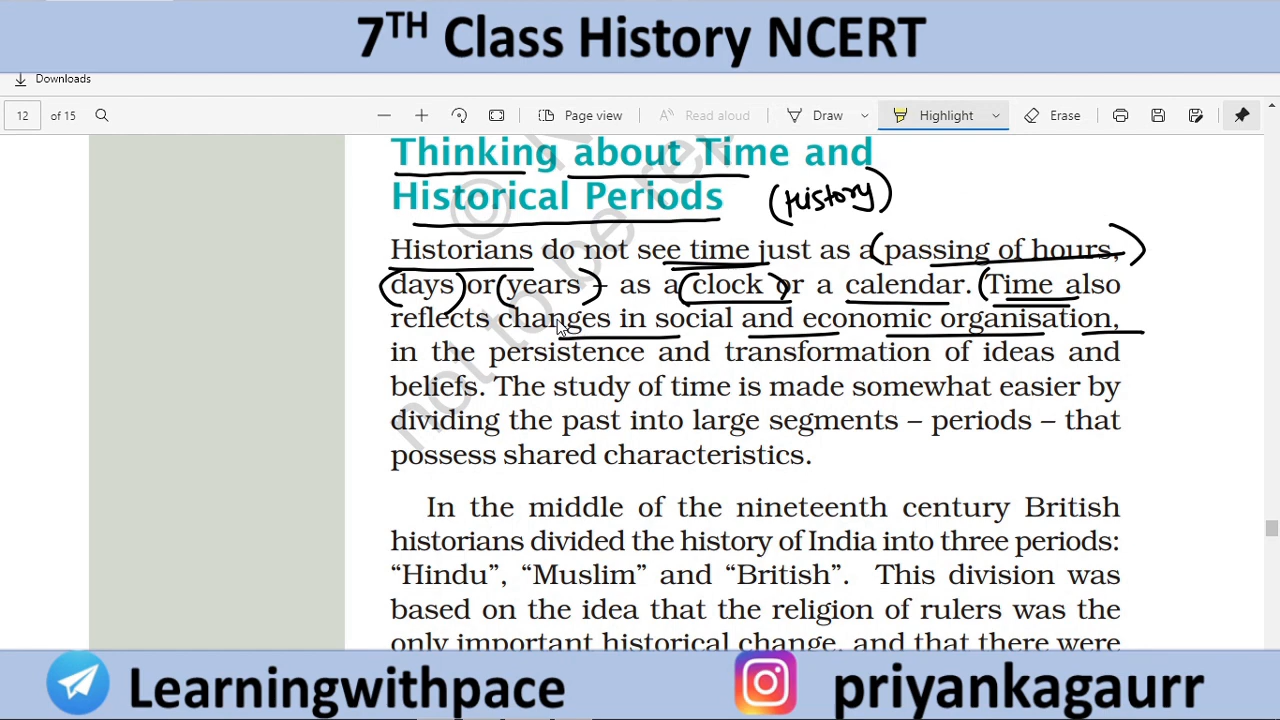 7TH Class History NCERT
Downloads
12 of 15 Page view Read aloud Draw Highlight Erase
Thinking about Time and
Historical Periods (History)
Historians do not see time just as a passing of hours,
days or years – as a clock or a calendar. Time also
reflects changes in social and economic organisation,
in the persistence and transformation of ideas and
beliefs. The study of time is made somewhat easier by
dividing the past into large segments – periods – that
possess shared characteristics.
In the middle of the nineteenth century British
historians divided the history of India into three periods:
“Hindu”, “Muslim” and “British”. This division was
based on the idea that the religion of rulers was the
only important historical change, and that there were
not to be re
Learningwithpace priyankagaurr